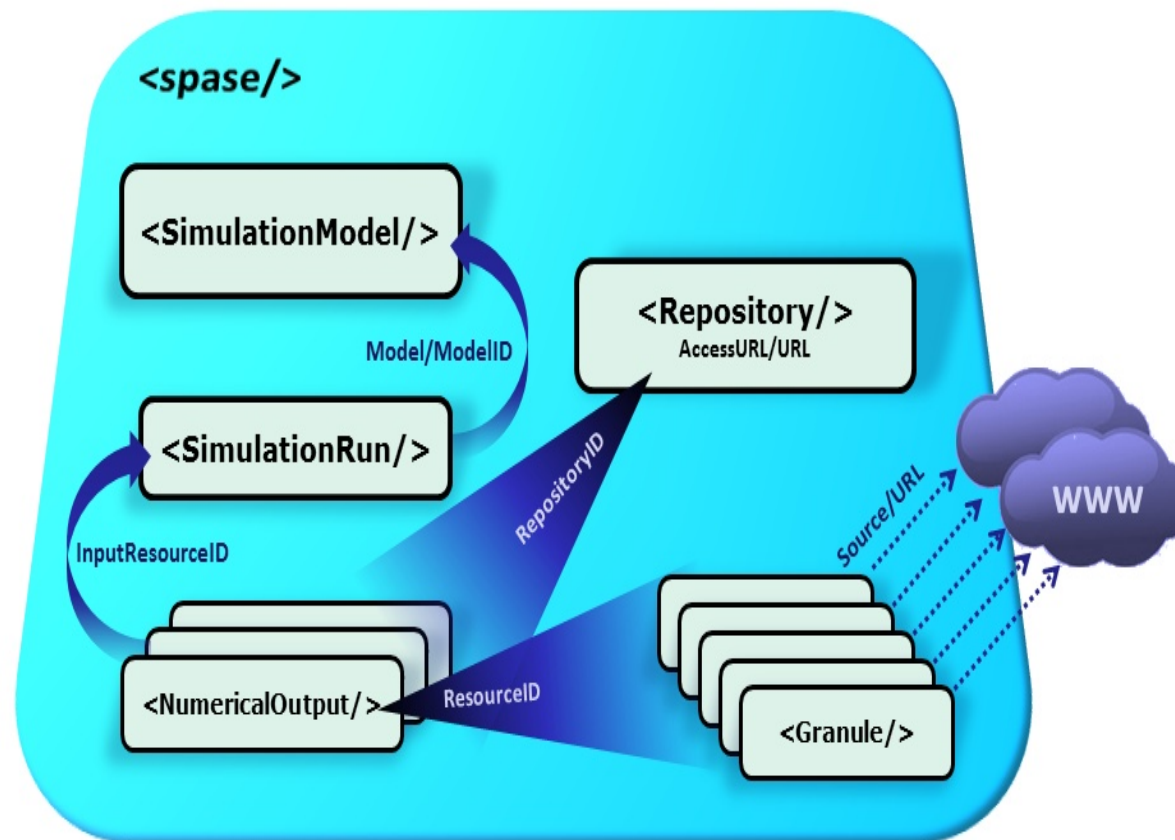 <spase/>
<SimulationModel/>
<Repository/>
AccessURL/URL
Model/ModelID
<SimulationRun/>
RepositoryID
Source/URL
WWW
InputResourceID
<NumericalOutput/>
ResourceID
<Granule/>